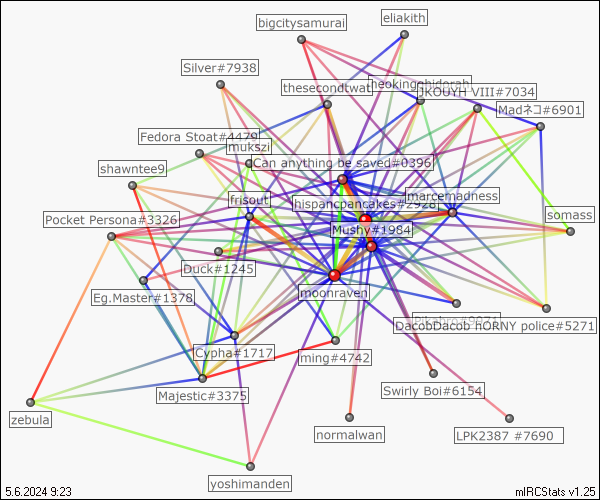 eliakith
bigcitysamurai
Silver#7938
theokingghidorah
thesecondtwat
JKOUYH VIII#7034
Madネコ#6901
Fedora Stoat#4479
mukszi
Can anything be saved#0396
shawntee9
marcemadness
frisout
hispancpancakes#2928
somass
Pocket Persona#3326
Mushy#1984
Duck#1245
moonraven
Eg.Master#1378
DacobDacob hORNY police#5271
Cypha#1717
ming#4742
Majestic#3375
Swirly Boi#6154
zebula
normalwan
LPK2387 #7690
yoshimanden
5.6.2024 9:23
mIRCStats v1.25